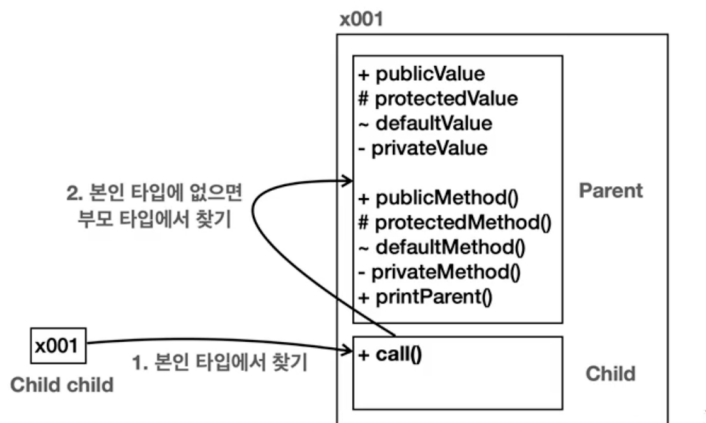 x001
+ publicValue
# protectedValue
~ defaultValue
- privateValue
+ publicMethod()
# protectedMethod()
~ defaultMethod()
- privateMethod()
+ printParent()
Parent
2. 본인 타입에 없으면
부모 타입에서 찾기
x001
Child child
1. 본인 타입에서 찾기
+ call()
Child